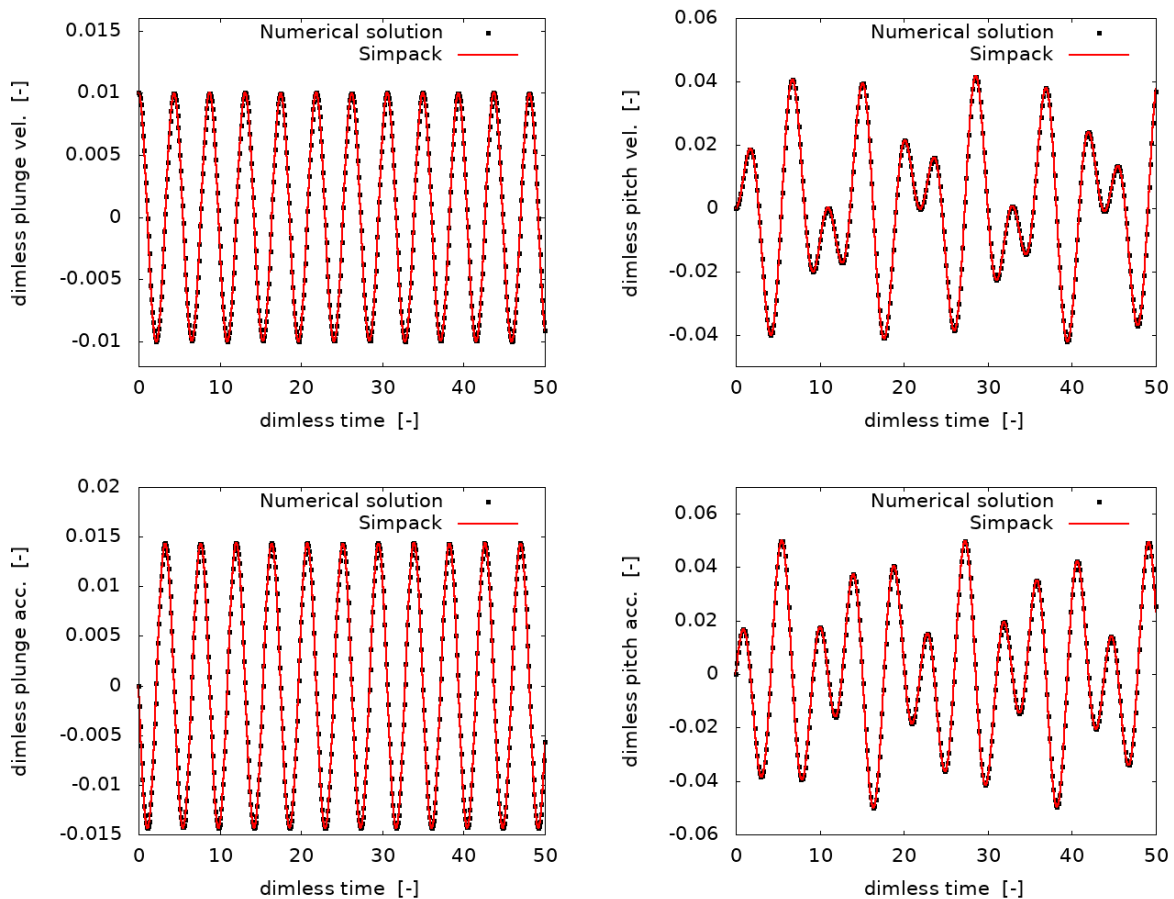 Numerical solution
Simpack
dimless plunge vel. [-]
0.015
0.01
0.005
0
-0.005
-0.01
0 10 20 30 40 50
dimless time [-]
Numerical solution
Simpack
dimless pitch vel. [-]
0.06
0.04
0.02
0
-0.02
-0.04
0 10 20 30 40 50
dimless time [-]
Numerical solution
Simpack
dimless plunge acc. [-]
0.02
0.015
0.01
0.005
0
-0.005
-0.01
-0.015
0 10 20 30 40 50
dimless time [-]
Numerical solution
Simpack
dimless pitch acc. [-]
0.06
0.04
0.02
0
-0.02
-0.04
-0.06
0 10 20 30 40 50
dimless time [-]